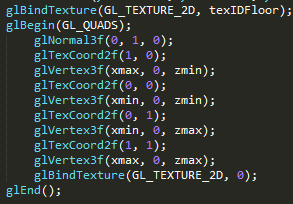 glBindTexture(GL_TEXTURE_2D, texIDFloor);
glBegin(GL_QUADS);
glNormal3f(0, 1, 0);
glTexCoord2f(1, 0);
glVertex3f(xmax, 0, zmin);
glTexCoord2f(0, 0);
glVertex3f(xmin, 0, zmin);
glTexCoord2f(0, 1);
glVertex3f(xmin, 0, zmax);
glTexCoord2f(1, 1);
glVertex3f(xmax, 0, zmax);
glBindTexture(GL_TEXTURE_2D, 0);
glEnd();